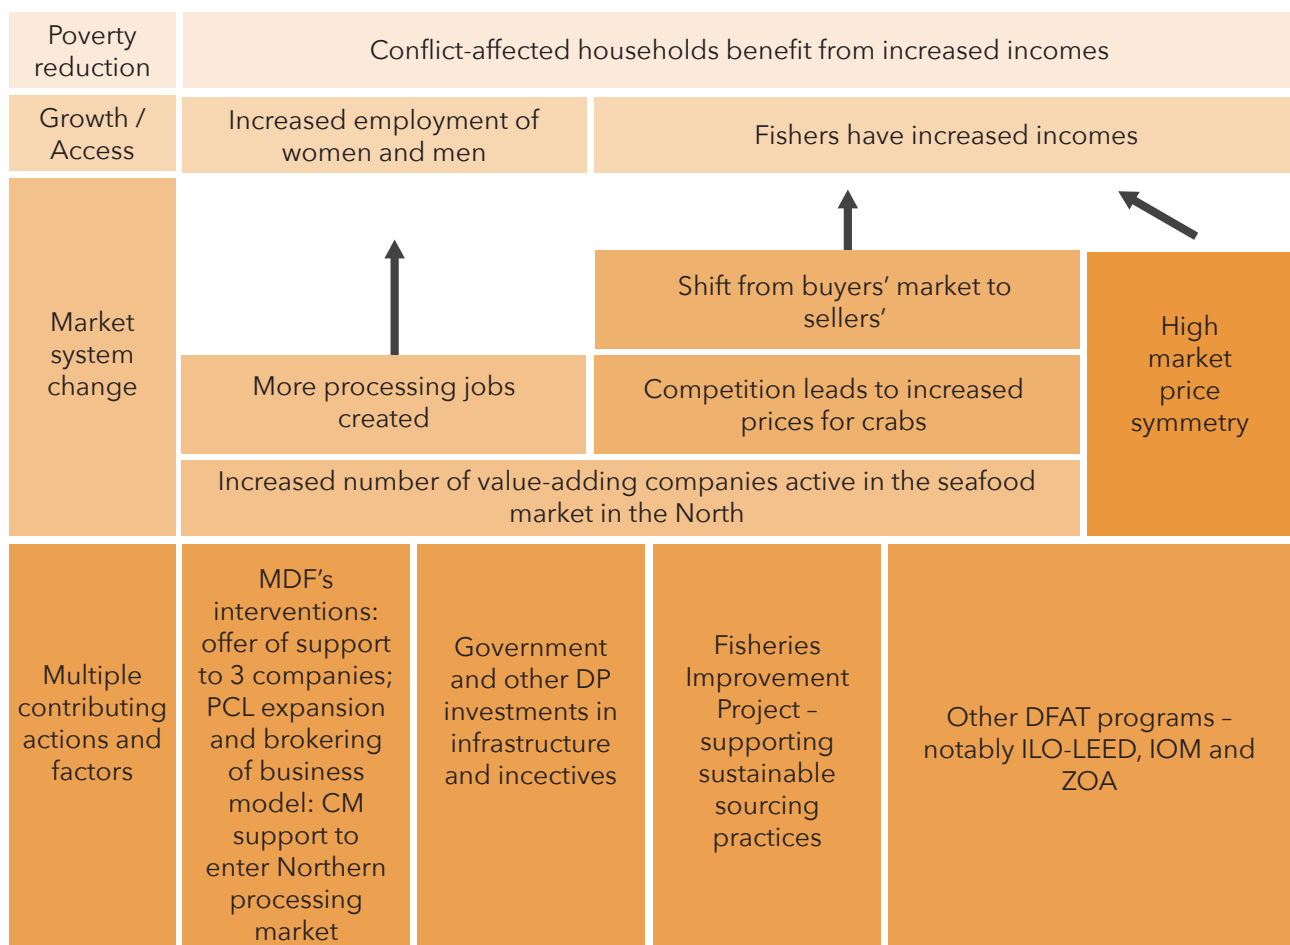 Poverty
reduction
Conflict-affected households benefit from increased incomes
Growth /
Access
Increased employment of
women and men
Fishers have increased incomes
Market
system
change
Shift from buyers’ market to
sellers’
High
market
price
symmetry
More processing jobs
created
Competition leads to increased
prices for crabs
Increased number of value-adding companies active in the seafood
market in the North
Multiple
contributing
actions and
factors
MDF’s
interventions:
offer of support
to 3 companies;
PCL expansion
and brokering
of business
model: CM
support to
enter Northern
processing
market
Government
and other DP
investments in
infrastructure
and incectives
Fisheries
Improvement
Project –
supporting
sustainable
sourcing
practices
Other DFAT programs –
notably ILO-LEED, IOM and
ZOA